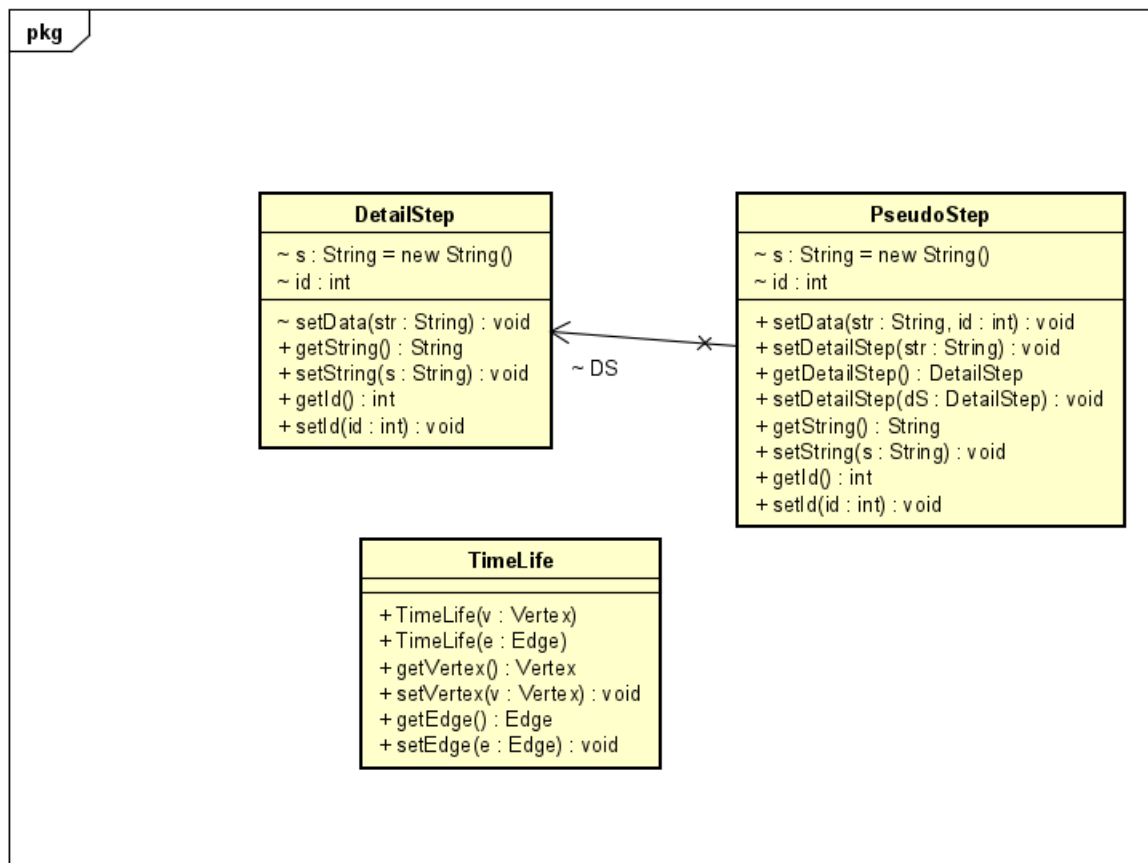 pkg
DetailStep
~ s : String = new String()
~ id : int
~ setData(str : String) : void
+ getString() : String
+ setString(s : String) : void
+ getId() : int
+ setId(id : int) : void
~ DS
PseudoStep
~ s : String = new String()
~ id : int
+ setData(str : String, id : int) : void
+ setDetailStep(str : String) : void
+ getDetailStep() : DetailStep
+ setDetailStep(dS : DetailStep) : void
+ getString() : String
+ setString(s : String) : void
+ getId() : int
+ setId(id : int) : void
TimeLife
+ TimeLife(v : Vertex)
+ TimeLife(e : Edge)
+ getVertex() : Vertex
+ setVertex(v : Vertex) : void
+ getEdge() : Edge
+ setEdge(e : Edge) : void